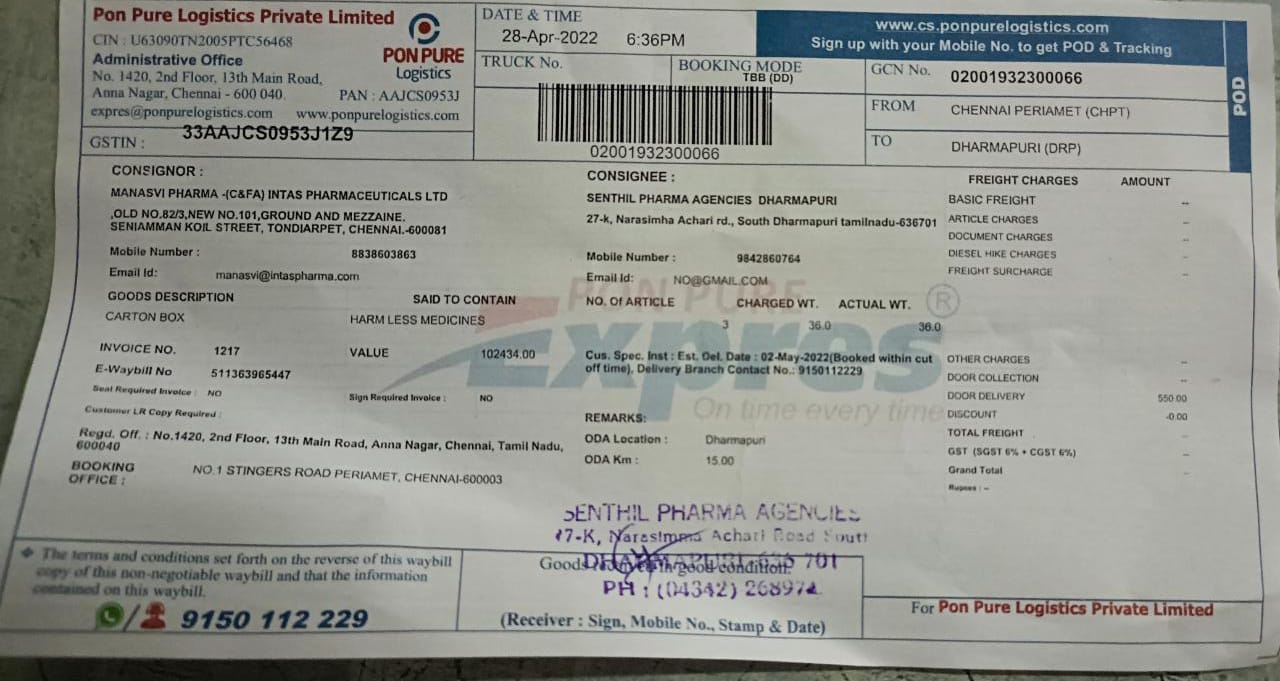 Pon Pure Logistics Private Limited
CIN : U63090TN2005PTC56468
Administrative Office
No. 1420, 2nd Floor, 13th Main Road,
Anna Nagar, Chennai - 600 040.
PAN : AAJCS0953J
expres@ponpurelogistics.com www.ponpurelogistics.com
GSTIN : 33AAJCS0953J1Z9
PON PURE
Logistics
DATE & TIME
28-Apr-2022 6:36PM
TRUCK No.
BOOKING MODE
TBB (DD)
02001932300066
www.cs.ponpurelogistics.com
Sign up with your Mobile No. to get POD & Tracking
GCN No. 02001932300066
FROM CHENNAI PERIAMET (CHPT)
TO DHARMAPURI (DRP)
POD
CONSIGNOR :
MANASVI PHARMA -(C&FA) INTAS PHARMACEUTICALS LTD
,OLD NO.82/3,NEW NO.101,GROUND AND MEZZAINE.
SENIAMMAN KOIL STREET, TONDIARPET, CHENNAI.-600081
Mobile Number : 8838603863
Email Id: manasvi@intaspharma.com
GOODS DESCRIPTION SAID TO CONTAIN
CARTON BOX HARM LESS MEDICINES
INVOICE NO. 1217 VALUE 102434.00
E-Waybill No 511363965447
Seal Required Invoice : NO Sign Required Invoice : NO
Customer LR Copy Required :
Regd. Off. : No.1420, 2nd Floor, 13th Main Road, Anna Nagar, Chennai, Tamil Nadu,
600040
BOOKING
OFFICE : NO.1 STINGERS ROAD PERIAMET, CHENNAI-600003
CONSIGNEE :
SENTHIL PHARMA AGENCIES DHARMAPURI
27-k, Narasimha Achari rd., South Dharmapuri tamilnadu-636701
Mobile Number : 9842860764
Email Id: NO@GMAIL.COM
NO. Of ARTICLE CHARGED WT. ACTUAL WT.
3 36.0 36.0
Cus. Spec. Inst : Est. Del. Date : 02-May-2022(Booked within cut
off time), Delivery Branch Contact No.: 9150112229
REMARKS:
ODA Location : Dharmapuri
ODA Km : 15.00
PON PURE
Expres ®
On time every time
FREIGHT CHARGES AMOUNT
BASIC FREIGHT --
ARTICLE CHARGES --
DOCUMENT CHARGES --
DIESEL HIKE CHARGES --
FREIGHT SURCHARGE --
OTHER CHARGES --
DOOR COLLECTION --
DOOR DELIVERY 550.00
DISCOUNT -0.00
TOTAL FREIGHT --
GST (SGST 6% + CGST 6%) --
Grand Total --
Rupees : --
SENTHIL PHARMA AGENCIES
27-K, Narasimma Achari Road South
DHARMAPURI-636 701
PH : (04342) 268974
❖ The terms and conditions set forth on the reverse of this waybill
copy of this non-negotiable waybill and that the information
contained on this waybill.
9150 112 229
Goods in good condition.
(Receiver : Sign, Mobile No., Stamp & Date)
For Pon Pure Logistics Private Limited